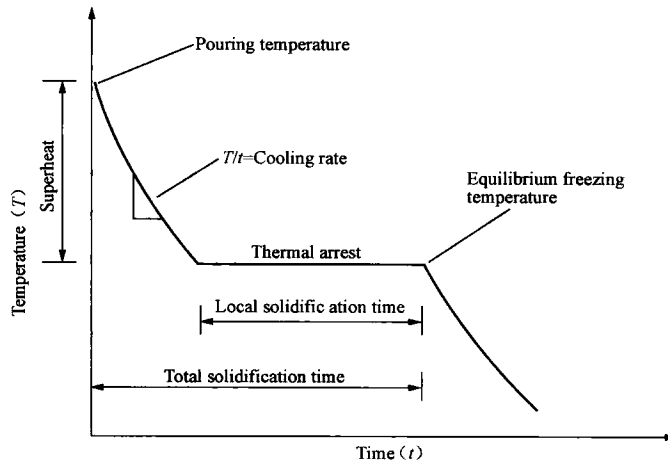 Pouring temperature
Superheat
T/t=Cooling rate
Equilibrium freezing
temperature
Temperature (T)
Thermal arrest
Local solidific ation time
Total solidification time
Time (t)